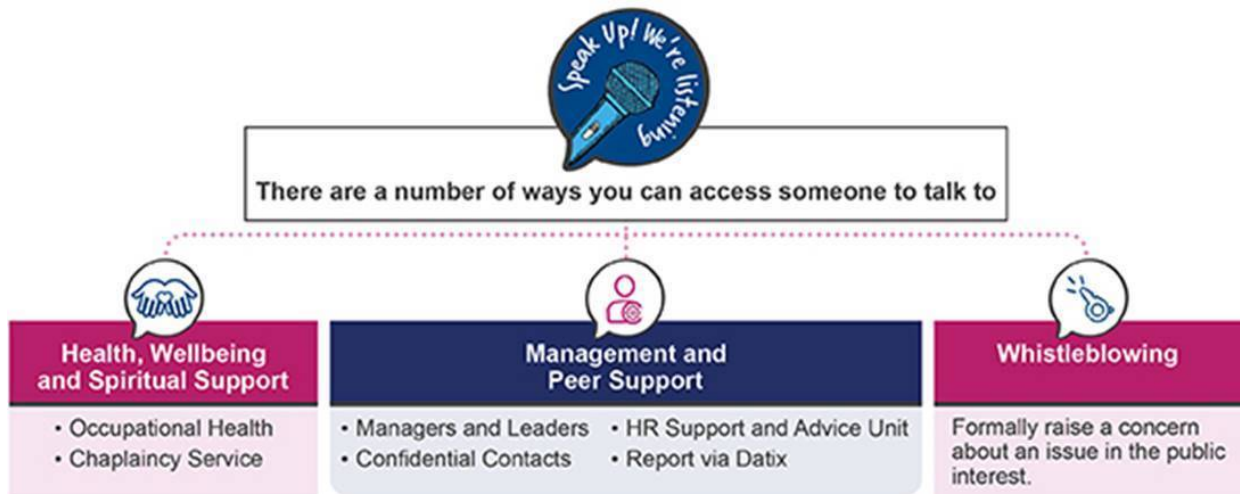 Speak Up! We're listening
There are a number of ways you can access someone to talk to
Health, Wellbeing
and Spiritual Support
• Occupational Health
• Chaplaincy Service
Management and
Peer Support
• Managers and Leaders
• Confidential Contacts
• HR Support and Advice Unit
• Report via Datix
Whistleblowing
Formally raise a concern
about an issue in the public
interest.